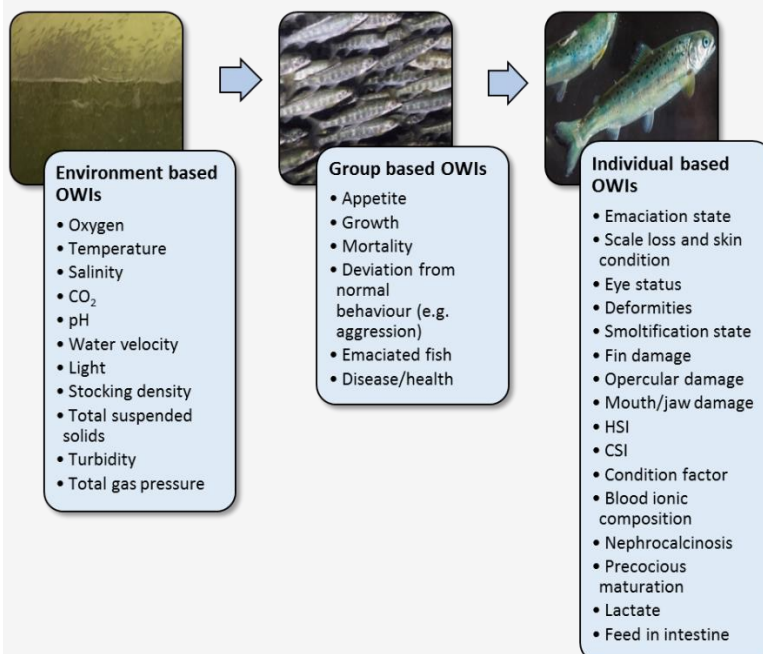 Environment based
OWIs
• Oxygen
• Temperature
• Salinity
• CO₂
• pH
• Water velocity
• Light
• Stocking density
• Total suspended
solids
• Turbidity
• Total gas pressure
Group based OWIs
• Appetite
• Growth
• Mortality
• Deviation from
normal
behaviour (e.g.
aggression)
• Emaciated fish
• Disease/health
Individual based
OWIs
• Emaciation state
• Scale loss and skin
condition
• Eye status
• Deformities
• Smoltification state
• Fin damage
• Opercular damage
• Mouth/jaw damage
• HSI
• CSI
• Condition factor
• Blood ionic
composition
• Nephrocalcinosis
• Precocious
maturation
• Lactate
• Feed in intestine